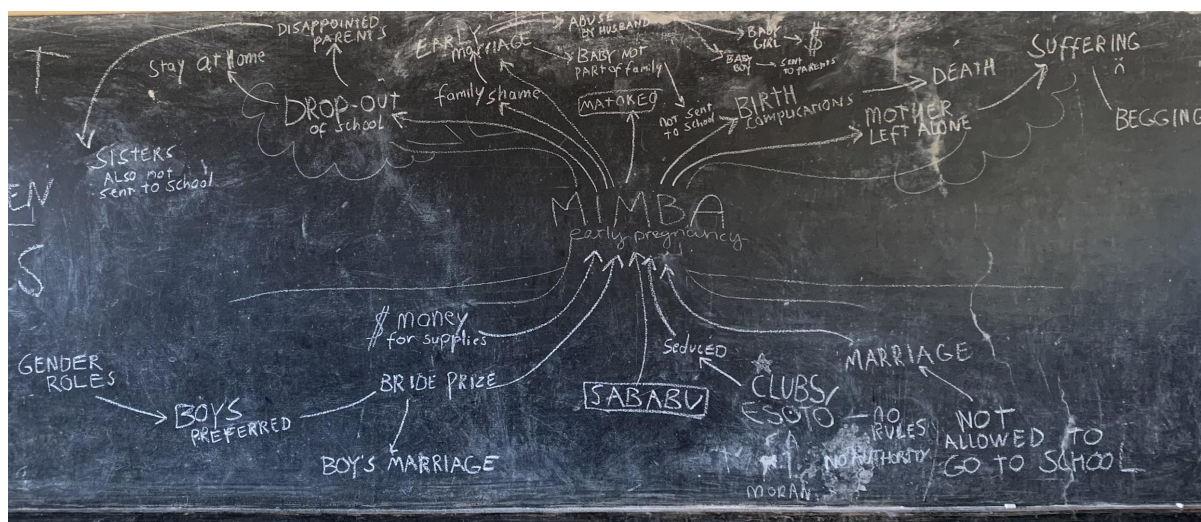 DISAPPOINTED
PARENTS
EARLY
MARRIAGE
ABUSE
BY HUSBAND
BABY
GIRL
$
BABY
BOY
SENT
TO PARENTS
SUFFERING
T
Stay at Home
BABY NOT
PART of family
DEATH
BEGGING
DROP-OUT
of school
family shame
MATOKEO
NOT SENT
to school
BIRTH
COMPLICATIONS
MOTHER
LEFT ALONE
SISTERS
ALSO not
sent to School
EN
S
MIMBA
early pregnancy
$ money
for supplies
GENDER
ROLES
BOY'S
PREFERRED
BRIDE PRIZE
BOY'S MARRIAGE
SABABU
SEDUCED
CLUBS/
ESOTO
NO
RULES
NO AUTHORITY
MORAN
MARRIAGE
NOT
ALLOWED TO
GO TO SCHOOL